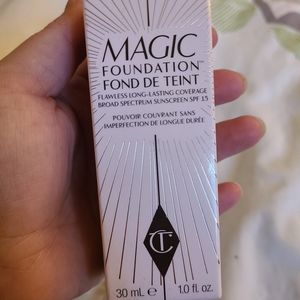 MAGIC
FOUNDATION™
FOND DE TEINT
FLAWLESS LONG-LASTING COVERAGE
BROAD SPECTRUM SUNSCREEN SPF 15
POUVOIR COUVRANT SANS
IMPERFECTION DE LONGUE DURÉE
CT
30 mL e 1.0 fl. oz.